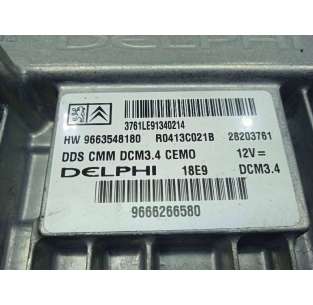 DELPHI
3761LE91340214
HW 9663548180 R0413C021B 28203761
DDS CMM DCM3.4 CEMO 12V =
DELPHI 18E9 DCM3.4
9666266580